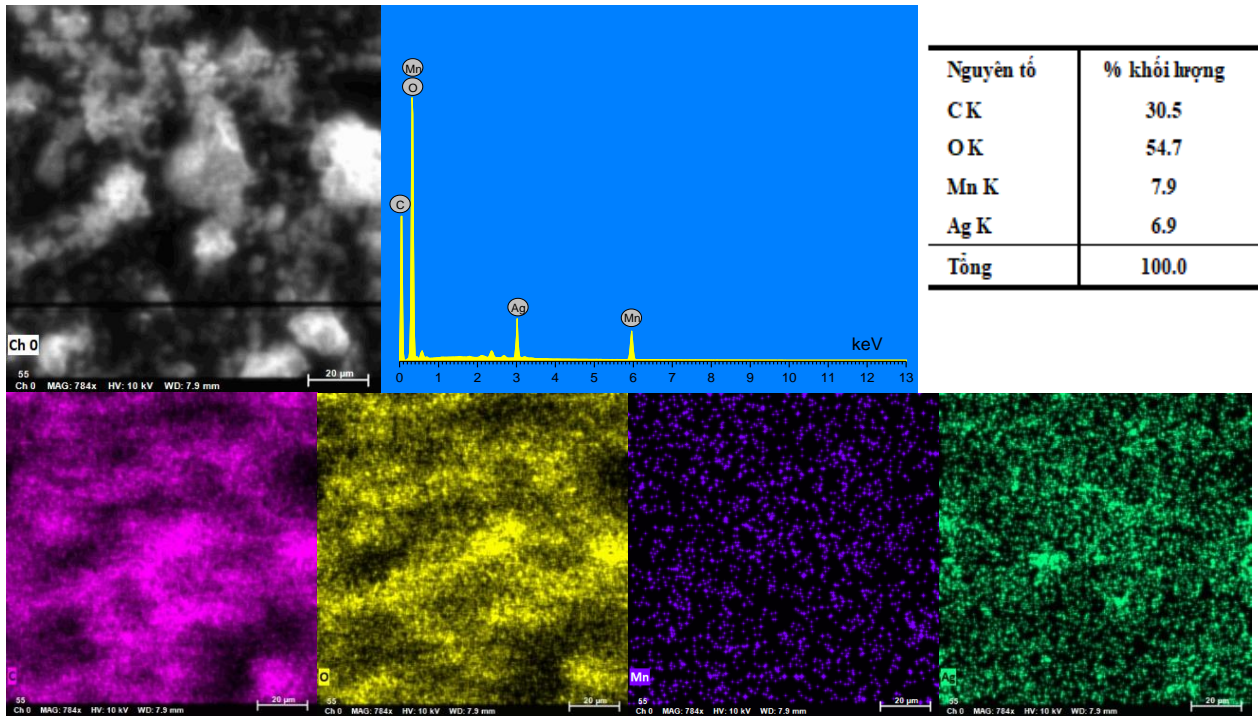 Ch 0
55
Ch 0 MAG: 784x HV: 10 kV WD: 7.9 mm
20 µm
Mn
O
C
Ag
Mn
keV
0 1 2 3 4 5 6 7 8 9 10 11 12 13
Nguyên tố % khối lượng
C K 30.5
O K 54.7
Mn K 7.9
Ag K 6.9
Tổng 100.0
C
55
Ch 0 MAG: 784x HV: 10 kV WD: 7.9 mm
20 µm
O
55
Ch 0 MAG: 784x HV: 10 kV WD: 7.9 mm
20 µm
Mn
55
Ch 0 MAG: 784x HV: 10 kV WD: 7.9 mm
20 µm
Ag
55
Ch 0 MAG: 784x HV: 10 kV WD: 7.9 mm
20 µm